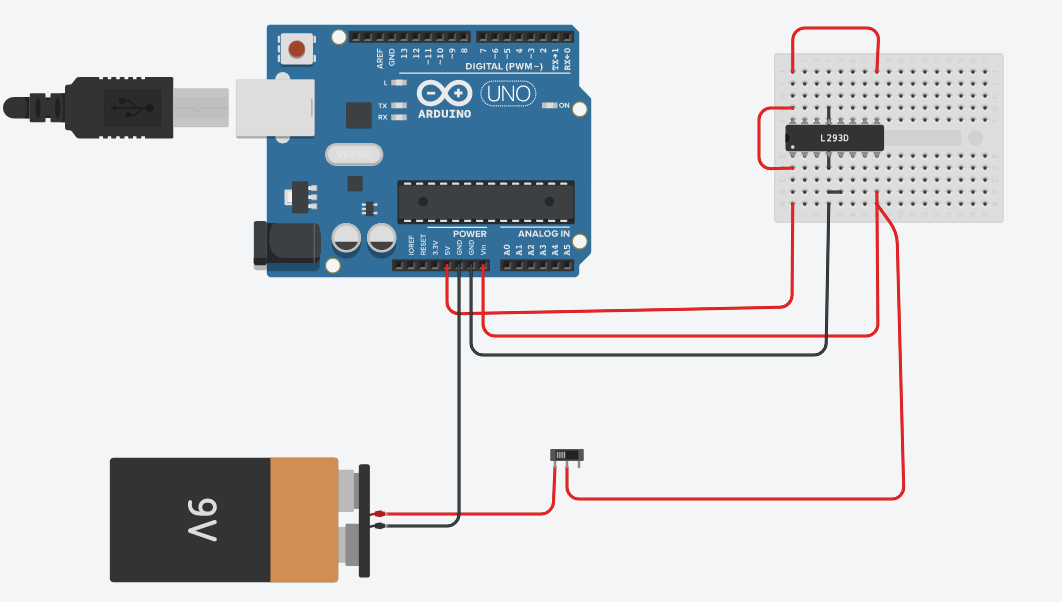 AREF
GND
13
12
~11
~10
~9
8
7
~6
~5
4
~3
2
TX→1
RX←0
DIGITAL (PWM~)
L
TX
RX
ARDUINO
UNO
ON
L293D
POWER
ANALOG IN
IOREF
RESET
3.3V
5V
GND
GND
Vin
A0
A1
A2
A3
A4
A5
9V